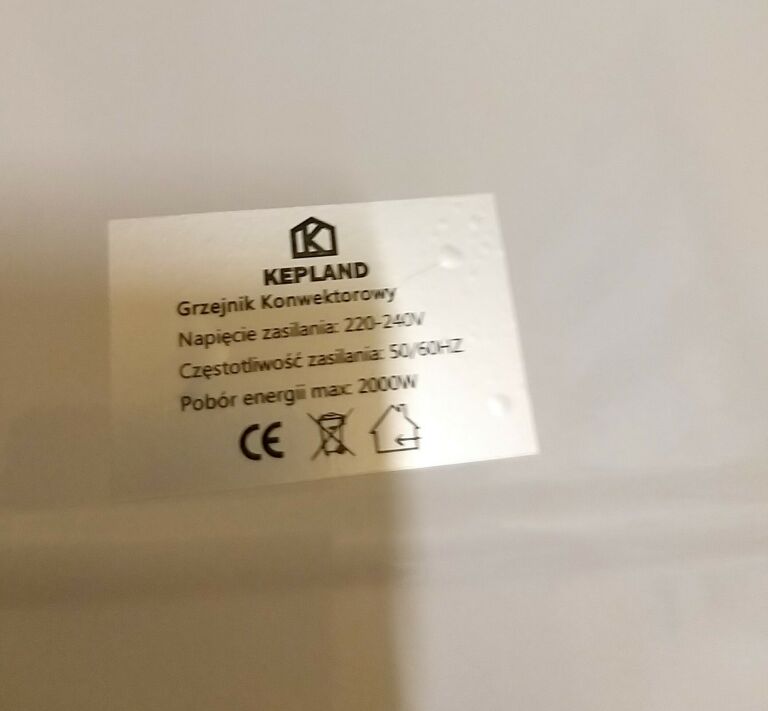 KEPLAND
Grzejnik Konwektorowy
Napięcie zasilania: 220-240V
Częstotliwość zasilania: 50/60HZ
Pobór energii max: 2000W
CE